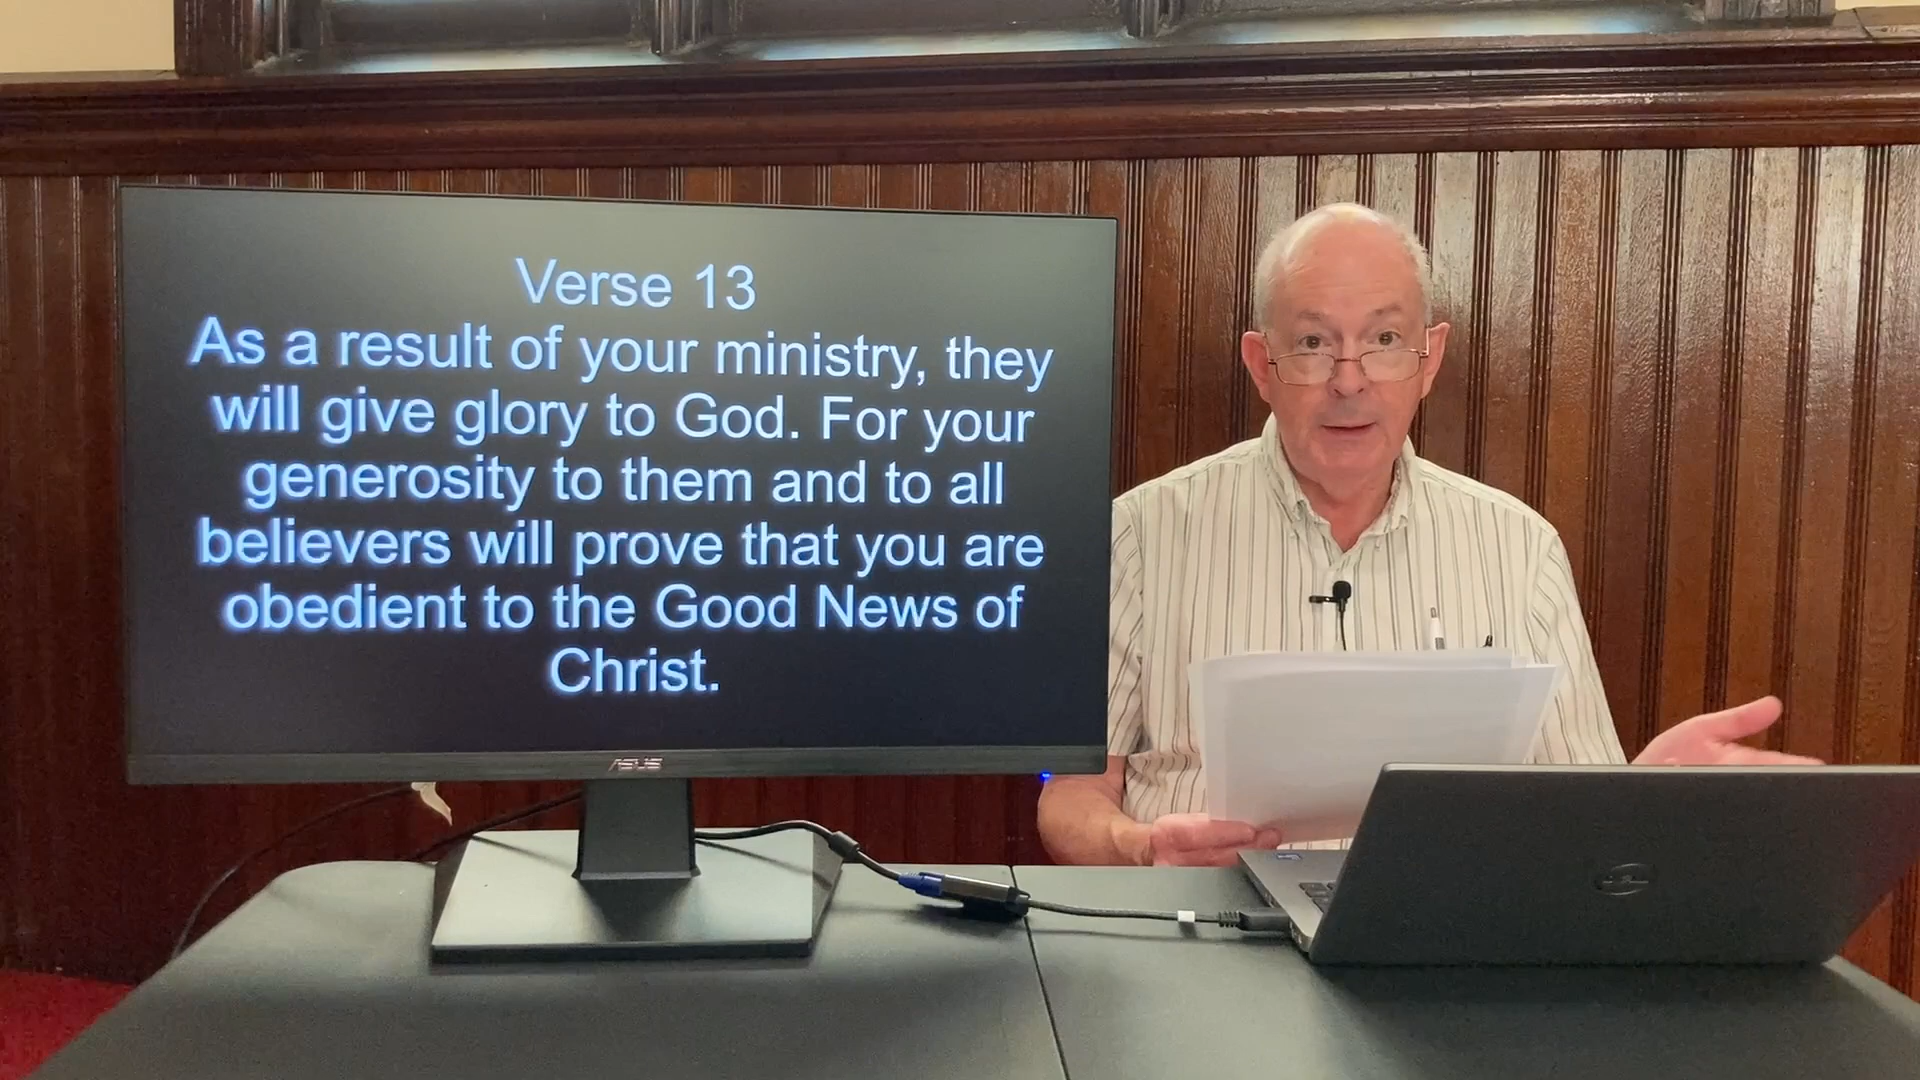 Verse 13
As a result of your ministry, they
will give glory to God. For your
generosity to them and to all
believers will prove that you are
obedient to the Good News of
Christ.
ASUS
DELL